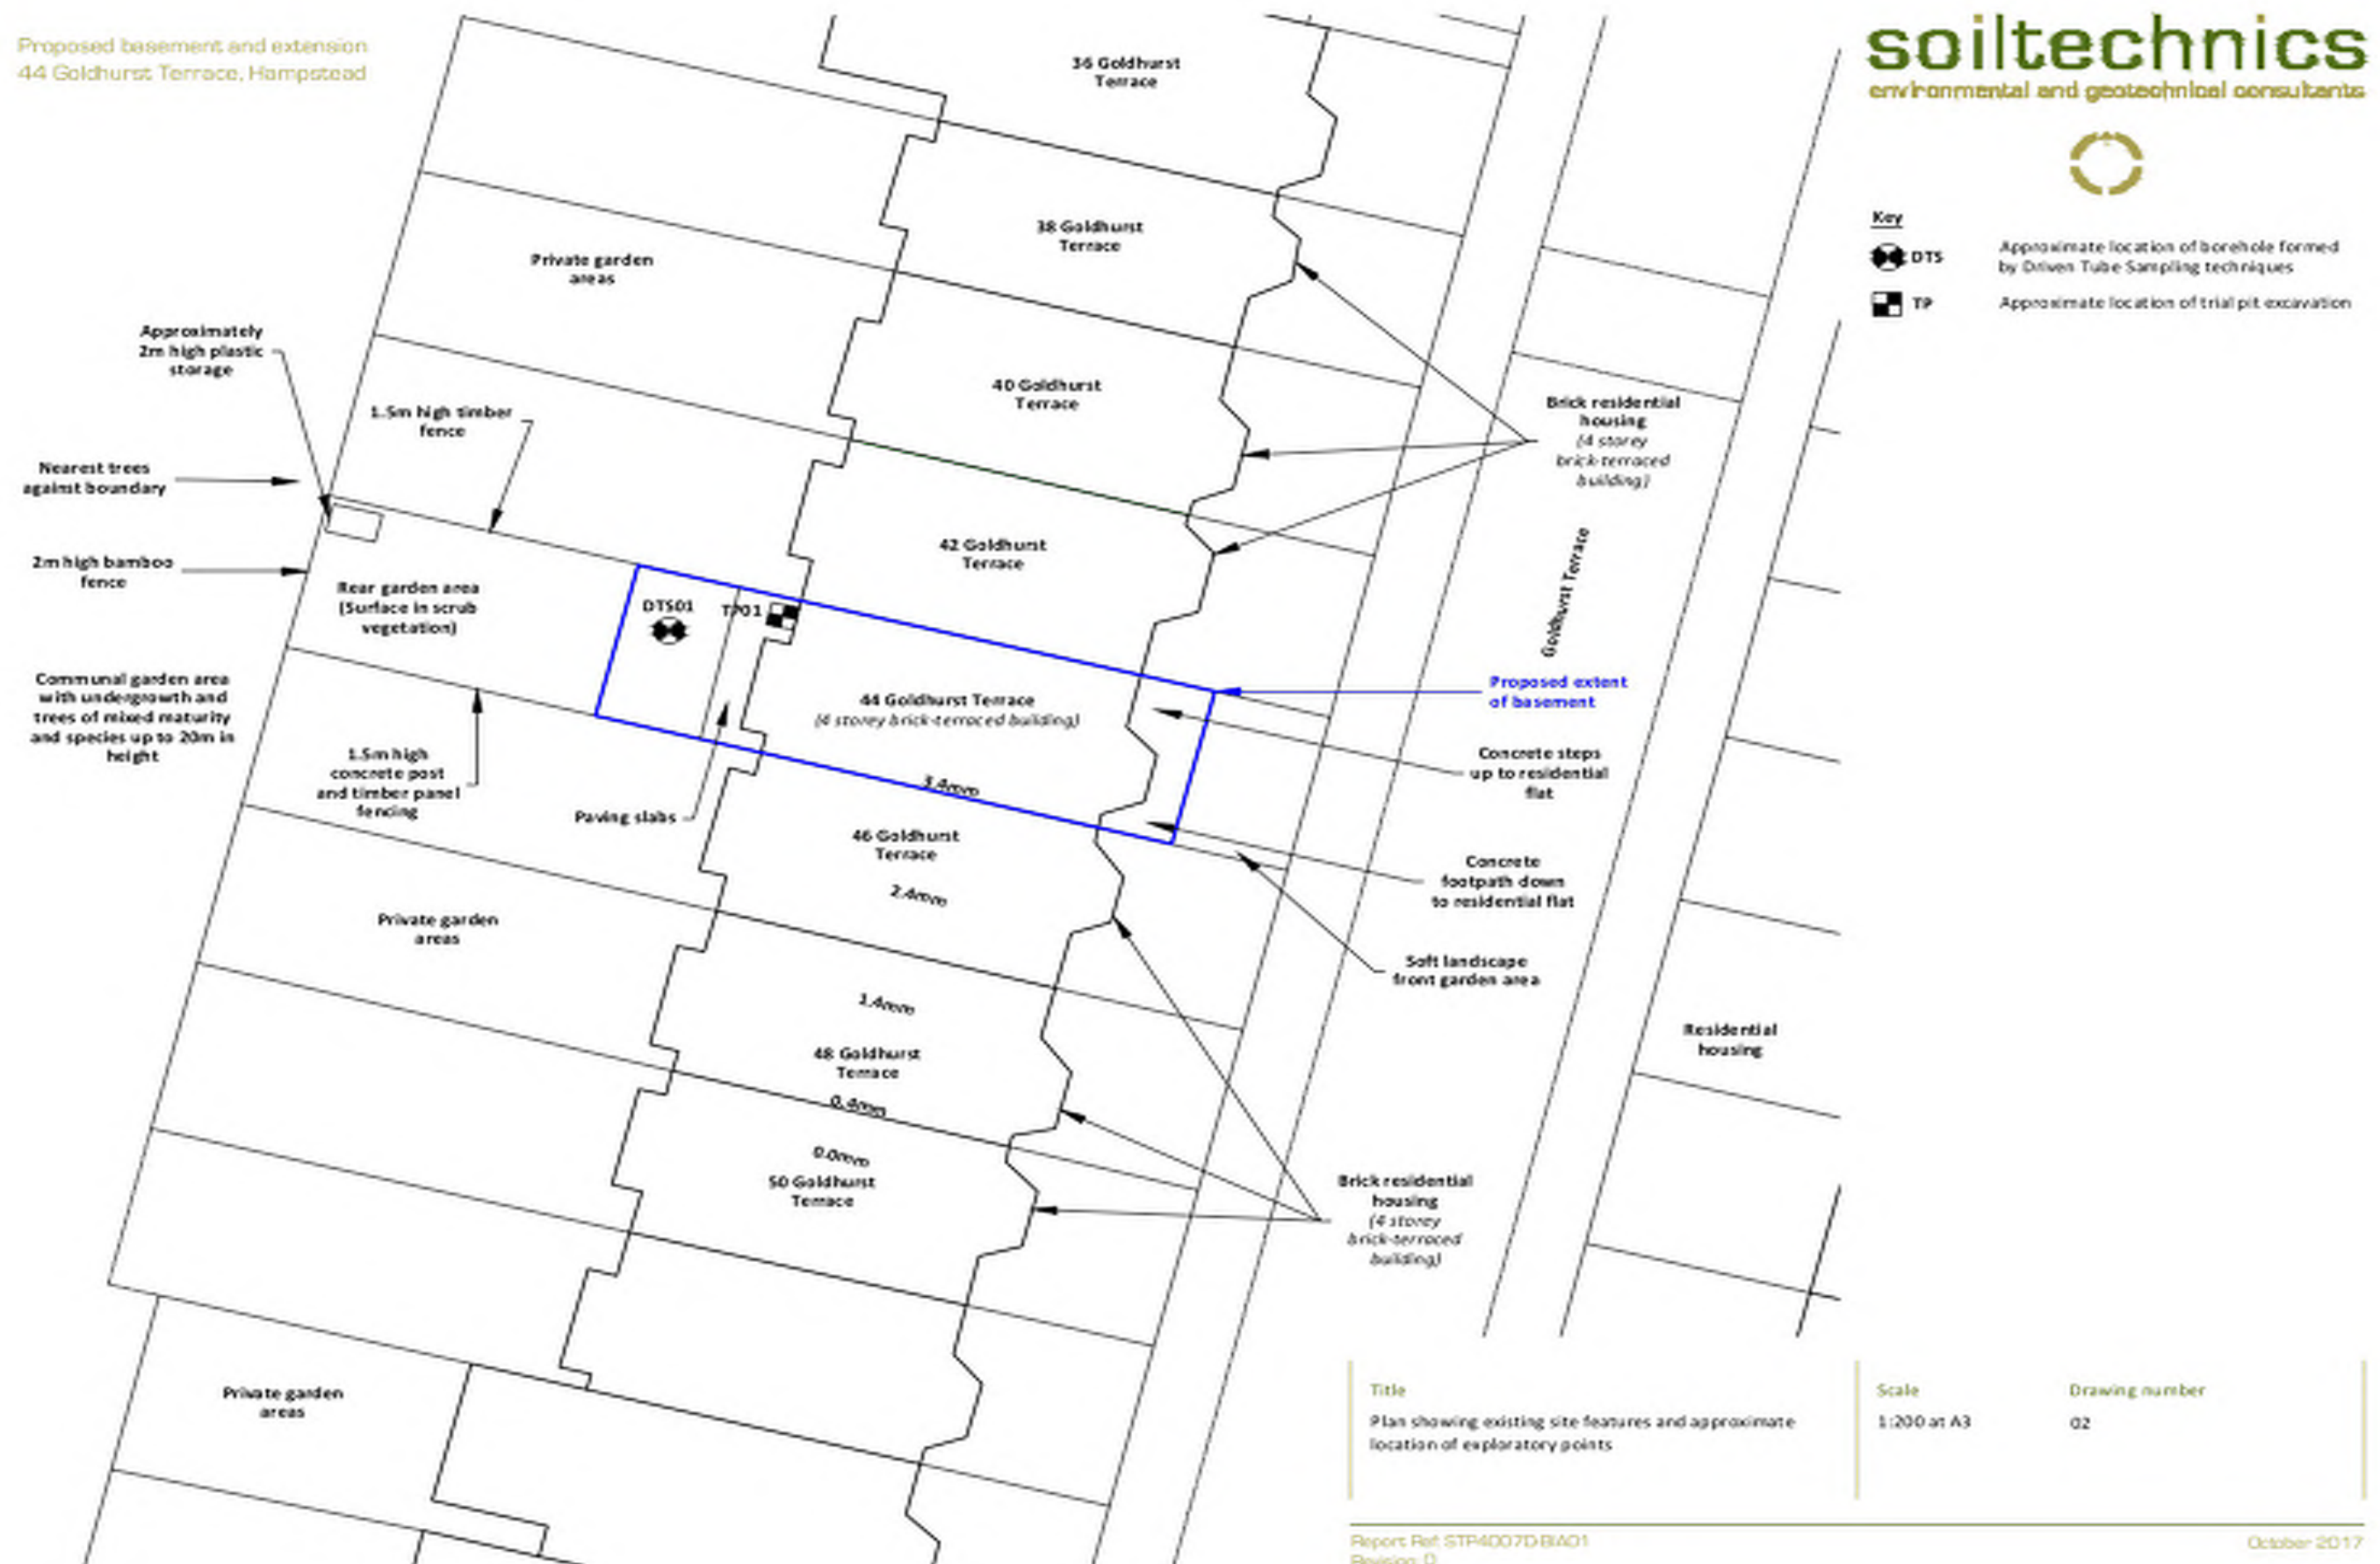 Proposed basement and extension
44 Goldhurst Terrace, Hampstead
soiltechnics
environmental and geotechnical consultants
Key
DTS
Approximate location of borehole formed
by Driven Tube Sampling techniques
TP
Approximate location of trial pit excavation
36 Goldhurst
Terrace
38 Goldhurst
Terrace
Private garden
areas
Approximately
2m high plastic
storage
40 Goldhurst
Terrace
1.5m high timber
fence
Brick residential
housing
(4 storey
brick-terraced
building)
Nearest trees
against boundary
42 Goldhurst
Terrace
Goldhurst Terrace
2m high bamboo
fence
Rear garden area
(Surface in scrub
vegetation)
DTS01
TP01
Communal garden area
with undergrowth and
trees of mixed maturity
and species up to 20m in
height
44 Goldhurst Terrace
(4 storey brick-terraced building)
Proposed extent
of basement
1.5m high
concrete post
and timber panel
fencing
Paving slabs
3.4mm
Concrete steps
up to residential
flat
46 Goldhurst
Terrace
2.4mm
Concrete
footpath down
to residential flat
Private garden
areas
Soft landscape
front garden area
1.4mm
48 Goldhurst
Terrace
0.4mm
Residential
housing
0.0mm
50 Goldhurst
Terrace
Brick residential
housing
(4 storey
brick-terraced
building)
Private garden
areas
Title
Plan showing existing site features and approximate
location of exploratory points
Scale
1:200 at A3
Drawing number
02
Report Ref: STP4007D-BIA01
Revision: 0
October 2017